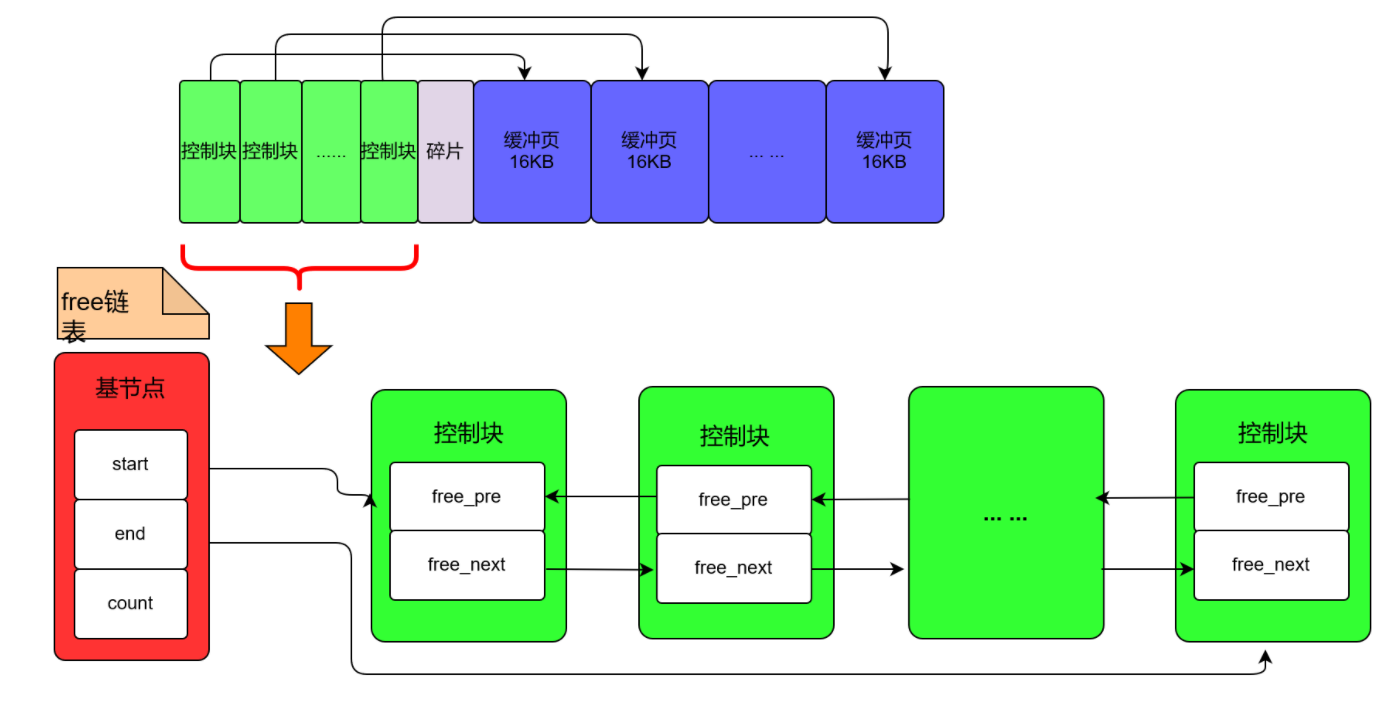 控制块
控制块
......
控制块
碎片
缓冲页
16KB
缓冲页
16KB
... ...
缓冲页
16KB
free链
表
基节点
start
end
count
控制块
free_pre
free_next
控制块
free_pre
free_next
... ...
控制块
free_pre
free_next